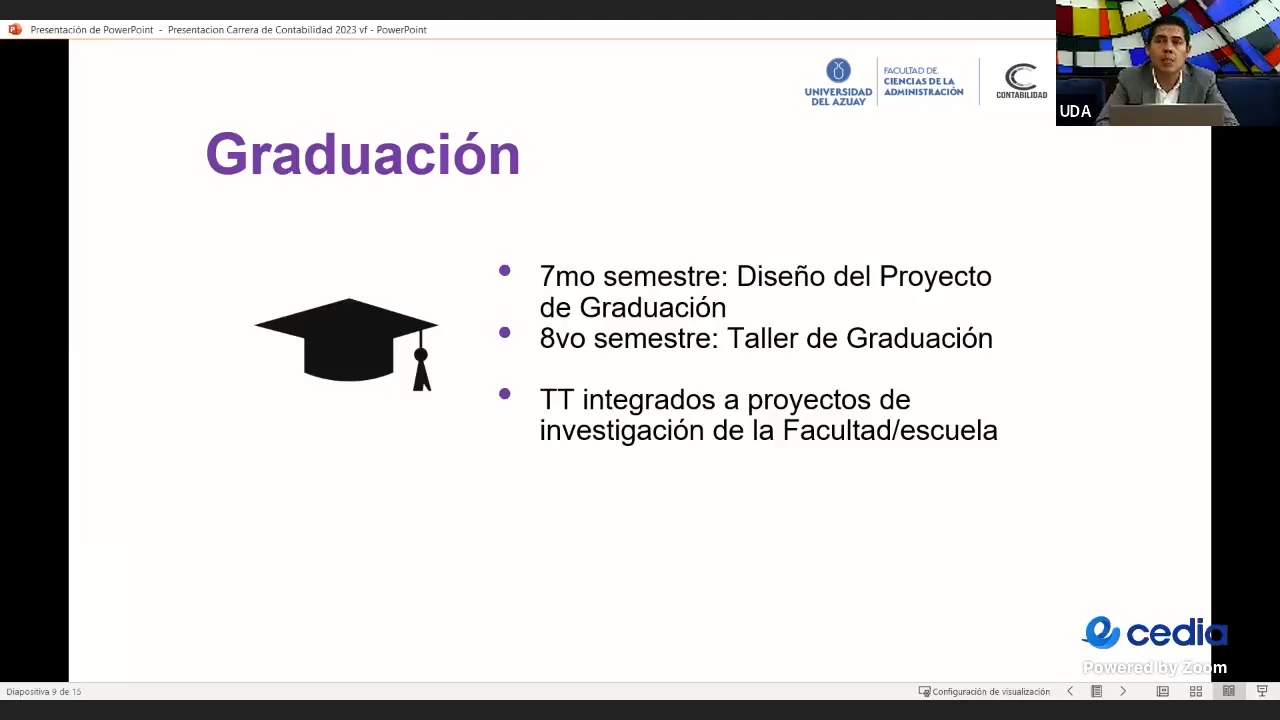 Presentación de PowerPoint - Presentacion Carrera de Contabilidad 2023 vf - PowerPoint
UNIVERSIDAD
DEL AZUAY
FACULTAD DE
CIENCIAS DE LA
ADMINISTRACIÓN
CONTABILIDAD
UDA
Graduación
• 7mo semestre: Diseño del Proyecto
de Graduación
• 8vo semestre: Taller de Graduación
• TT integrados a proyectos de
investigación de la Facultad/escuela
cedia
Powered by Zoom
Diapositiva 9 de 15
Configuración de visualización